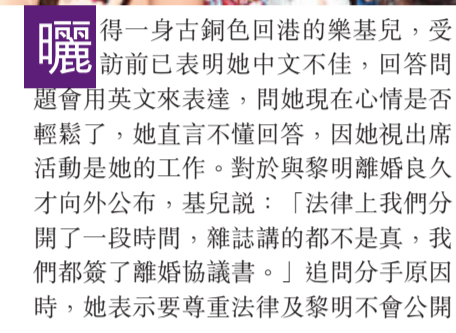 曬得一身古銅色回港的樂基兒，受
訪前已表明她中文不佳，回答問
題會用英文來表達，問她現在心情是否
輕鬆了，她直言不懂回答，因她視出席
活動是她的工作。對於與黎明離婚良久
才向外公布，基兒説：「法律上我們分
開了一段時間，雜誌講的都不是真，我
們都簽了離婚協議書。」追問分手原因
時，她表示要尊重法律及黎明不會公開